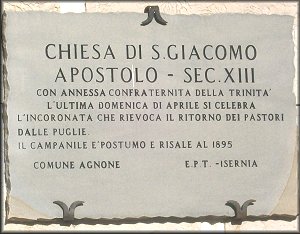 CHIESA DI S.GIACOMO
APOSTOLO - SEC.XIII
CON ANNESSA CONFRATERNITA DELLA TRINITA'
L'ULTIMA DOMENICA DI APRILE SI CELEBRA
L'INCORONATA CHE RIEVOCA IL RITORNO DEI PASTORI
DALLE PUGLIE.
IL CAMPANILE E' POSTUMO E RISALE AL 1895
COMUNE AGNONE E.P.T. -ISERNIA